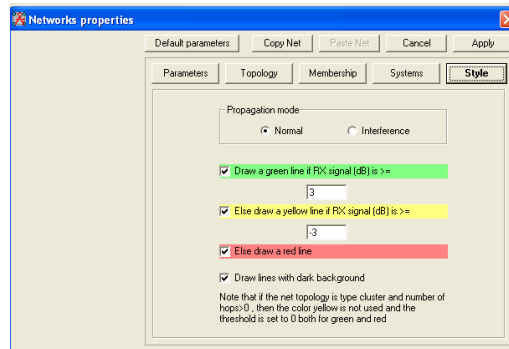 Networks properties
Default parameters Copy Net Paste Net Cancel Apply
Parameters Topology Membership Systems Style
Propagation mode
Normal Interference
Draw a green line if RX signal (dB) is >=
3
Else draw a yellow line if RX signal (dB) is >=
-3
Else draw a red line
Draw lines with dark background
Note that if the net topology is type cluster and number of
hops>0 , then the color yellow is not used and the
threshold is set to 0 both for green and red